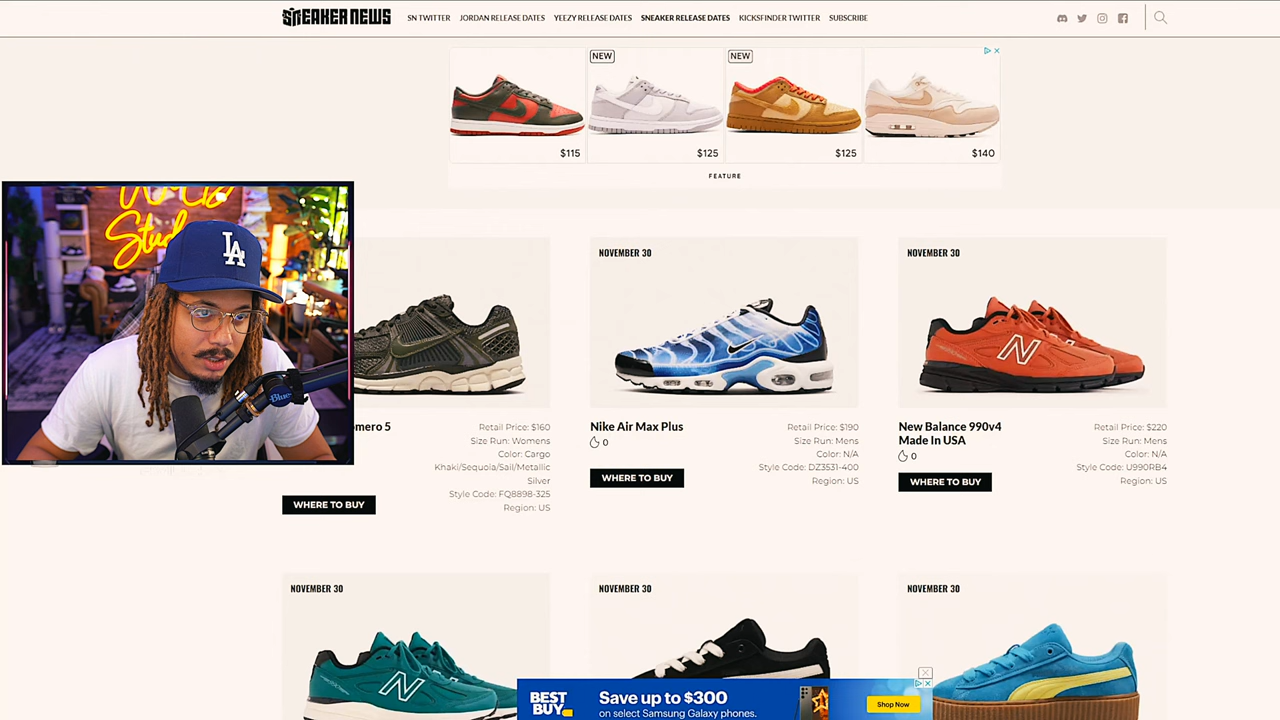 SNEAKER NEWS
SN TWITTER
JORDAN RELEASE DATES
YEEZY RELEASE DATES
SNEAKER RELEASE DATES
KICKSFINDER TWITTER
SUBSCRIBE
NEW
NEW
$115
$125
$125
$140
FEATURE
LA
Blue
NOVEMBER 30
NOVEMBER 30
omero 5
Retail Price: $160
Size Run: Womens
Color: Cargo
Khaki/Sequoia/Sail/Metallic
Silver
Style Code: FQ8898-325
Region: US
WHERE TO BUY
Nike Air Max Plus
0
Retail Price: $190
Size Run: Mens
Color: N/A
Style Code: DZ3531-400
Region: US
WHERE TO BUY
New Balance 990v4
Made In USA
0
Retail Price: $220
Size Run: Mens
Color: N/A
Style Code: U990RB4
Region: US
WHERE TO BUY
NOVEMBER 30
NOVEMBER 30
NOVEMBER 30
BEST
BUY
Save up to $300
on select Samsung Galaxy phones.
Shop Now